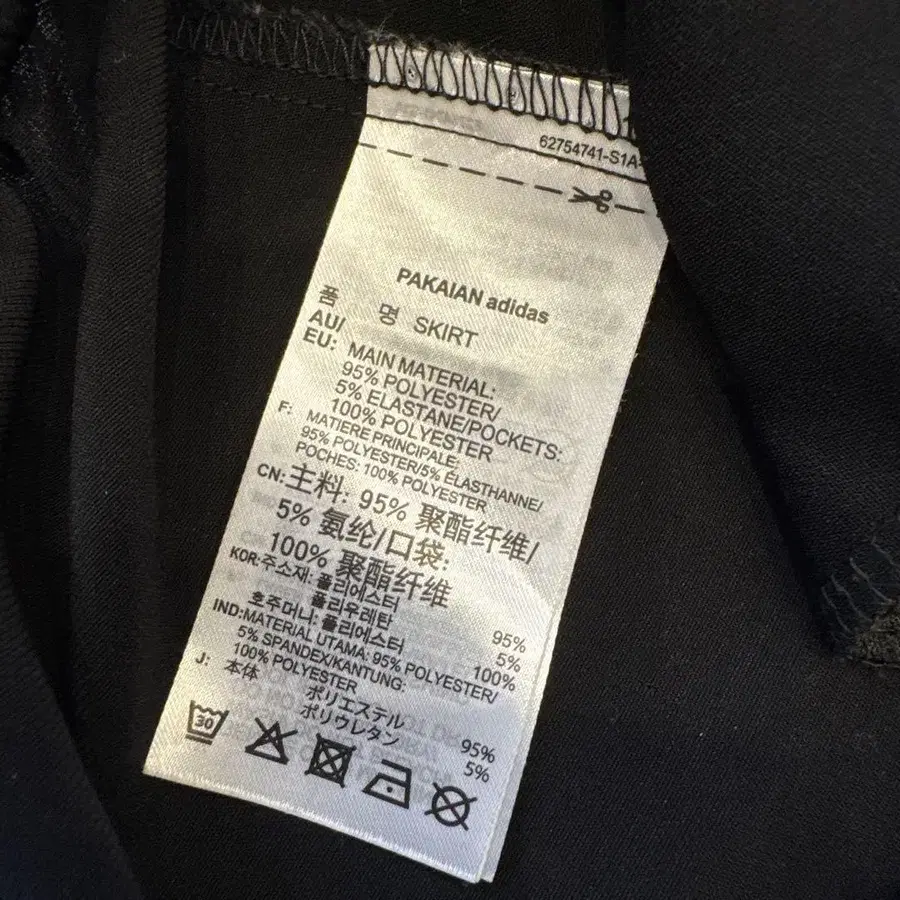 62754741-S1A-
PAKAIAN adidas
품 명 SKIRT
AU/
EU: MAIN MATERIAL:
95% POLYESTER/
5% ELASTANE/POCKETS:
100% POLYESTER
F: MATIERE PRINCIPALE:
95% POLYESTER/5% ÉLASTHANNE/
POCHES: 100% POLYESTER
CN:主料: 95% 聚酯纤维/
5% 氨纶/口袋:
100% 聚酯纤维
KOR:주소재: 폴리에스터 95%
폴리우레탄 5%
호주머니: 폴리에스터 100%
IND:MATERIAL UTAMA: 95% POLYESTER/
5% SPANDEX/KANTUNG:
100% POLYESTER
J: 本体 ポリエステル 95%
ポリウレタン 5%
30